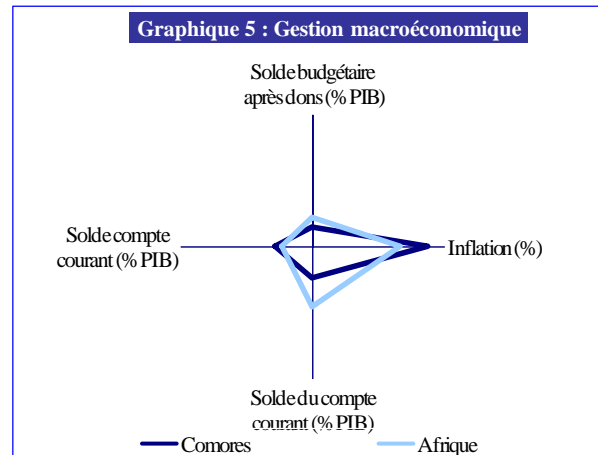 Graphique 5 : Gestion macroéconomique
Solde budgétaire
après dons (% PIB)
Solde compte
courant (% PIB)
Inflation (%)
Solde du compte
courant (% PIB)
Comores
Afrique